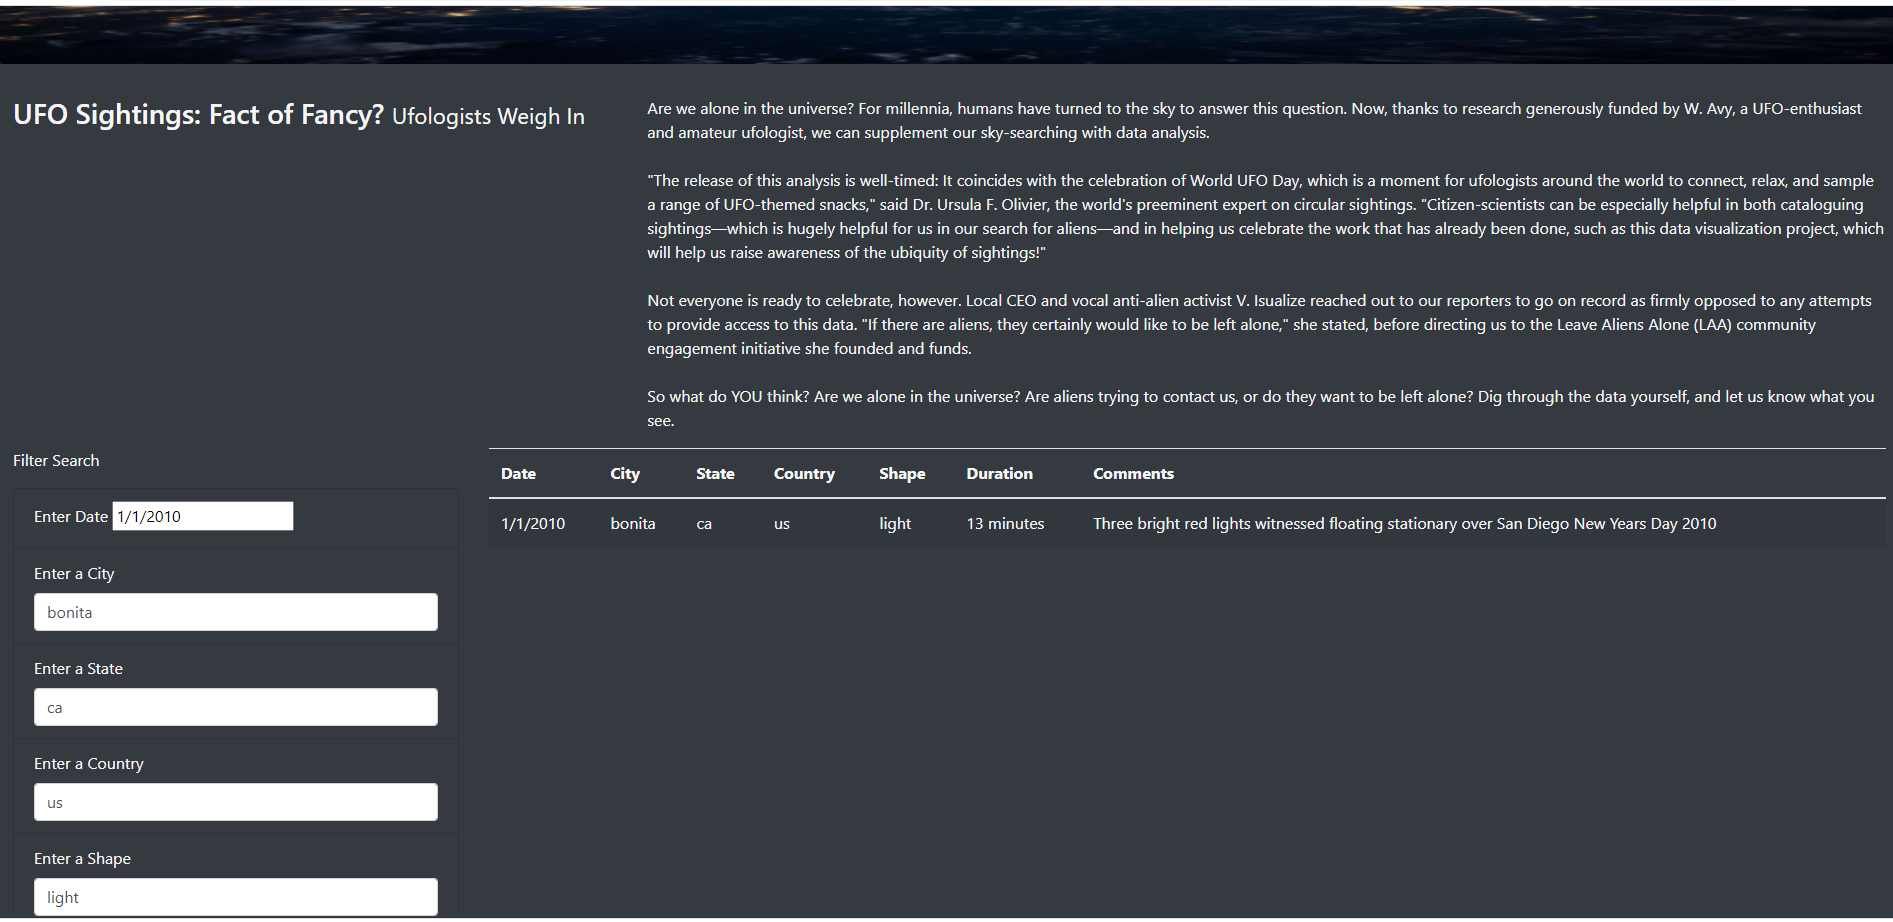 UFO Sightings: Fact of Fancy? Ufologists Weigh In
Are we alone in the universe? For millennia, humans have turned to the sky to answer this question. Now, thanks to research generously funded by W. Avy, a UFO-enthusiast
and amateur ufologist, we can supplement our sky-searching with data analysis.
"The release of this analysis is well-timed: It coincides with the celebration of World UFO Day, which is a moment for ufologists around the world to connect, relax, and sample
a range of UFO-themed snacks," said Dr. Ursula F. Olivier, the world's preeminent expert on circular sightings. "Citizen-scientists can be especially helpful in both cataloguing
sightings—which is hugely helpful for us in our search for aliens—and in helping us celebrate the work that has already been done, such as this data visualization project, which
will help us raise awareness of the ubiquity of sightings!"
Not everyone is ready to celebrate, however. Local CEO and vocal anti-alien activist V. Isualize reached out to our reporters to go on record as firmly opposed to any attempts
to provide access to this data. "If there are aliens, they certainly would like to be left alone," she stated, before directing us to the Leave Aliens Alone (LAA) community
engagement initiative she founded and funds.
So what do YOU think? Are we alone in the universe? Are aliens trying to contact us, or do they want to be left alone? Dig through the data yourself, and let us know what you
see.
Filter Search
Enter Date 1/1/2010
Enter a City
bonita
Enter a State
ca
Enter a Country
us
Enter a Shape
light
Date City State Country Shape Duration Comments
1/1/2010 bonita ca us light 13 minutes Three bright red lights witnessed floating stationary over San Diego New Years Day 2010